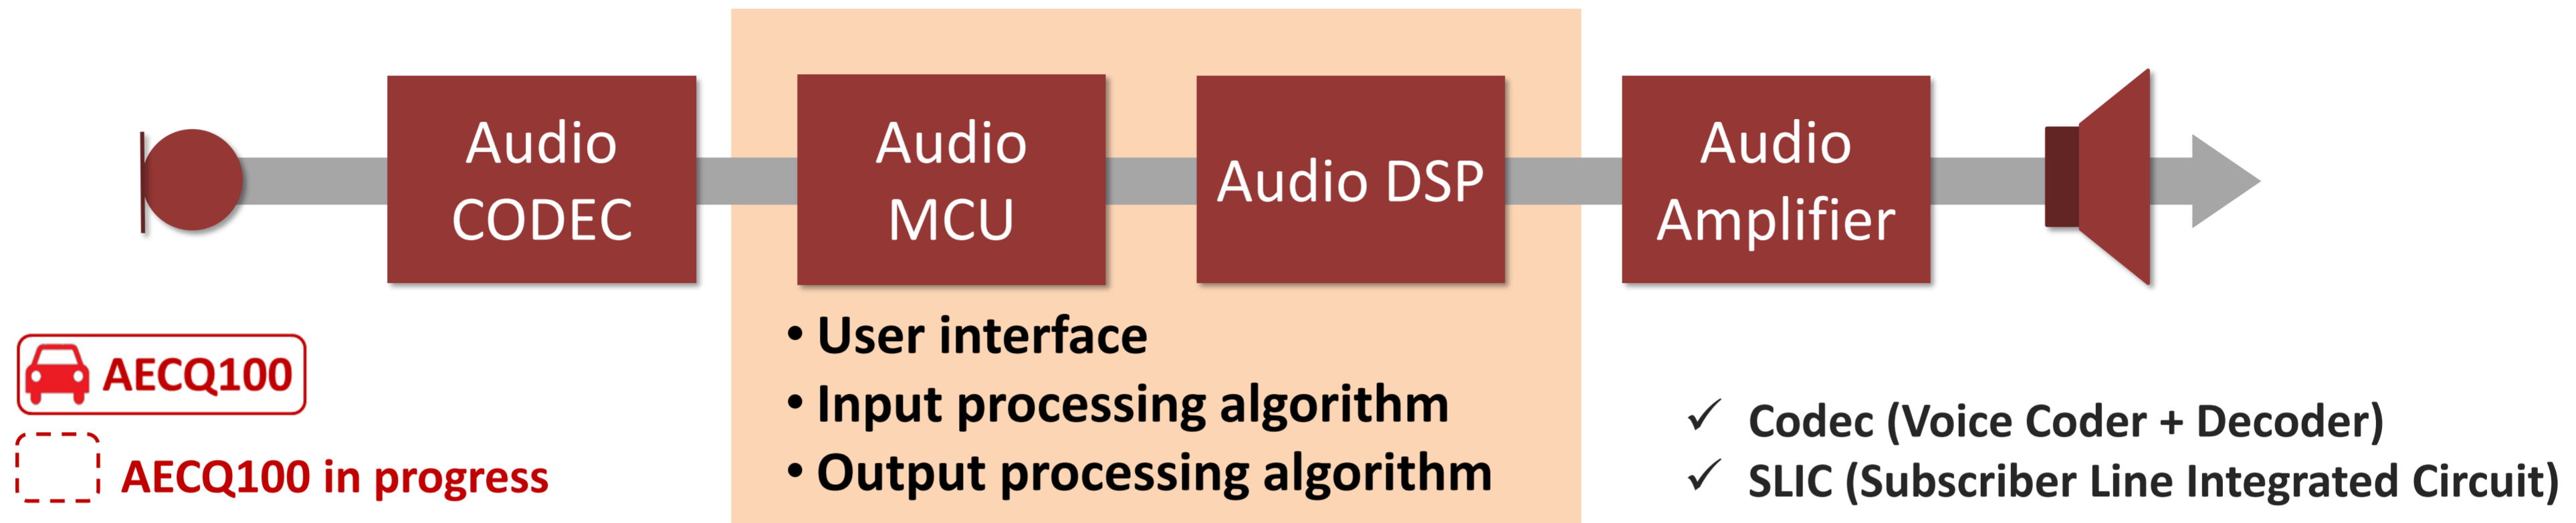 Audio
CODEC
Audio
MCU
Audio DSP
Audio
Amplifier
• User interface
• Input processing algorithm
• Output processing algorithm
AECQ100
AECQ100 in progress
✓ Codec (Voice Coder + Decoder)
✓ SLIC (Subscriber Line Integrated Circuit)